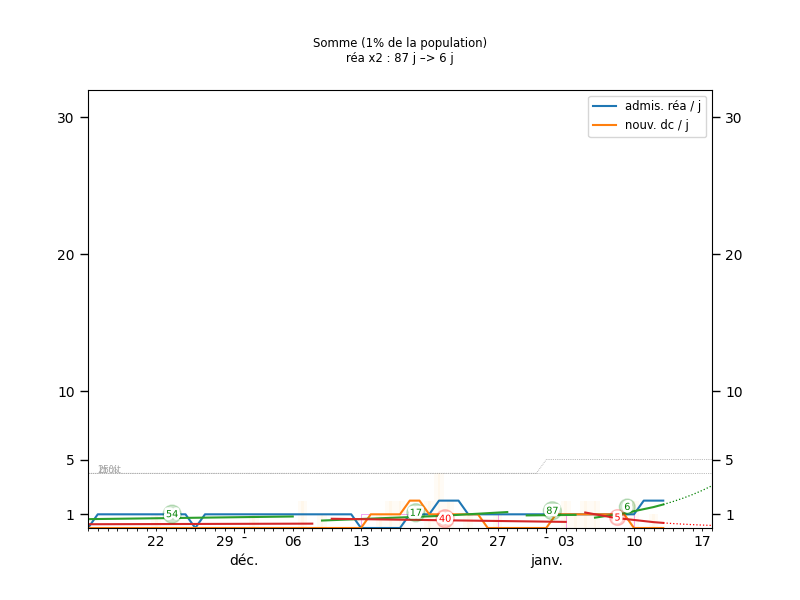 Somme (1% de la population)
réa x2 : 87 j –> 6 j
admis. réa / j
nouv. dc / j
30 30
20 20
10 10
5 5
1 1
54 17 40 87 5 6
22 29 - 06 13 20 27 - 03 10 17
déc. janv.